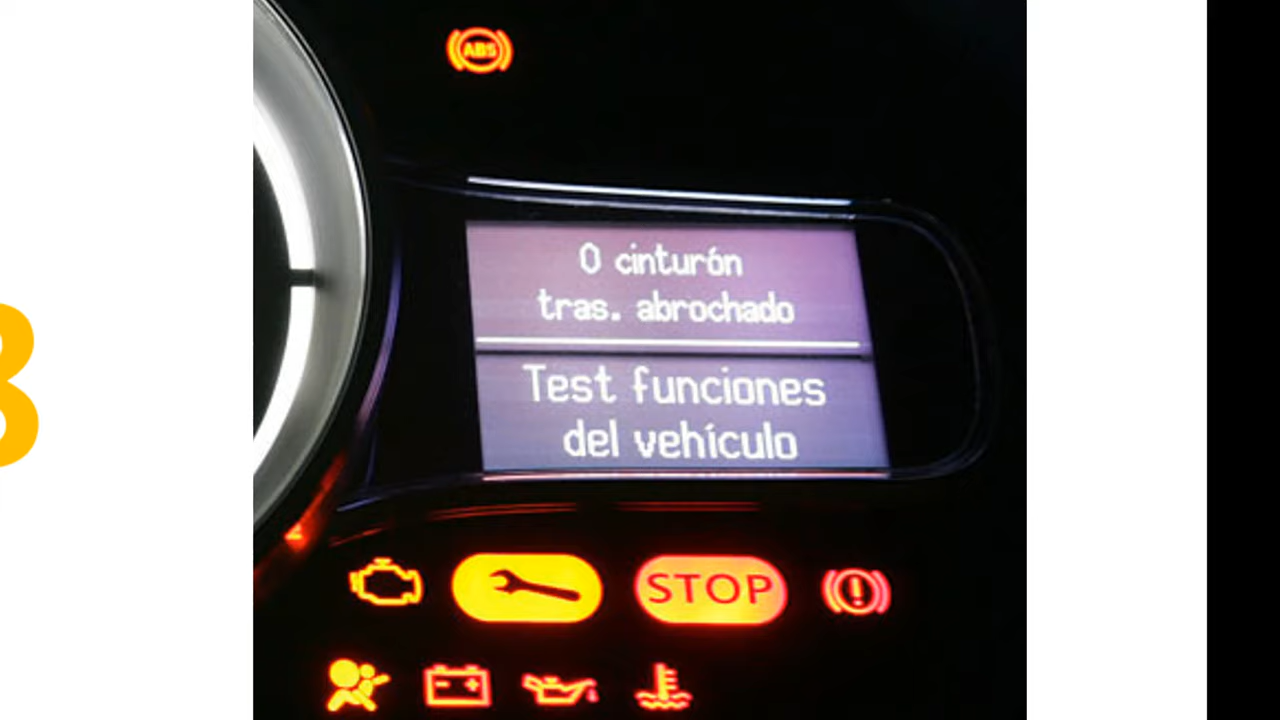 ABS
0 cinturón
tras. abrochado
Test funciones
del vehículo
STOP